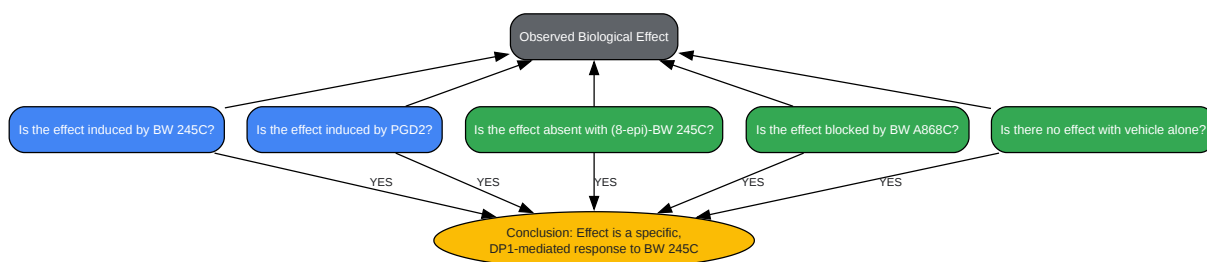 Observed Biological Effect
Is the effect induced by BW 245C?
Is the effect induced by PGD2?
Is the effect absent with (8-epi)-BW 245C?
Is the effect blocked by BW A868C?
Is there no effect with vehicle alone?
YES
YES
YES
YES
YES
Conclusion: Effect is a specific,
DP1-mediated response to BW 245C